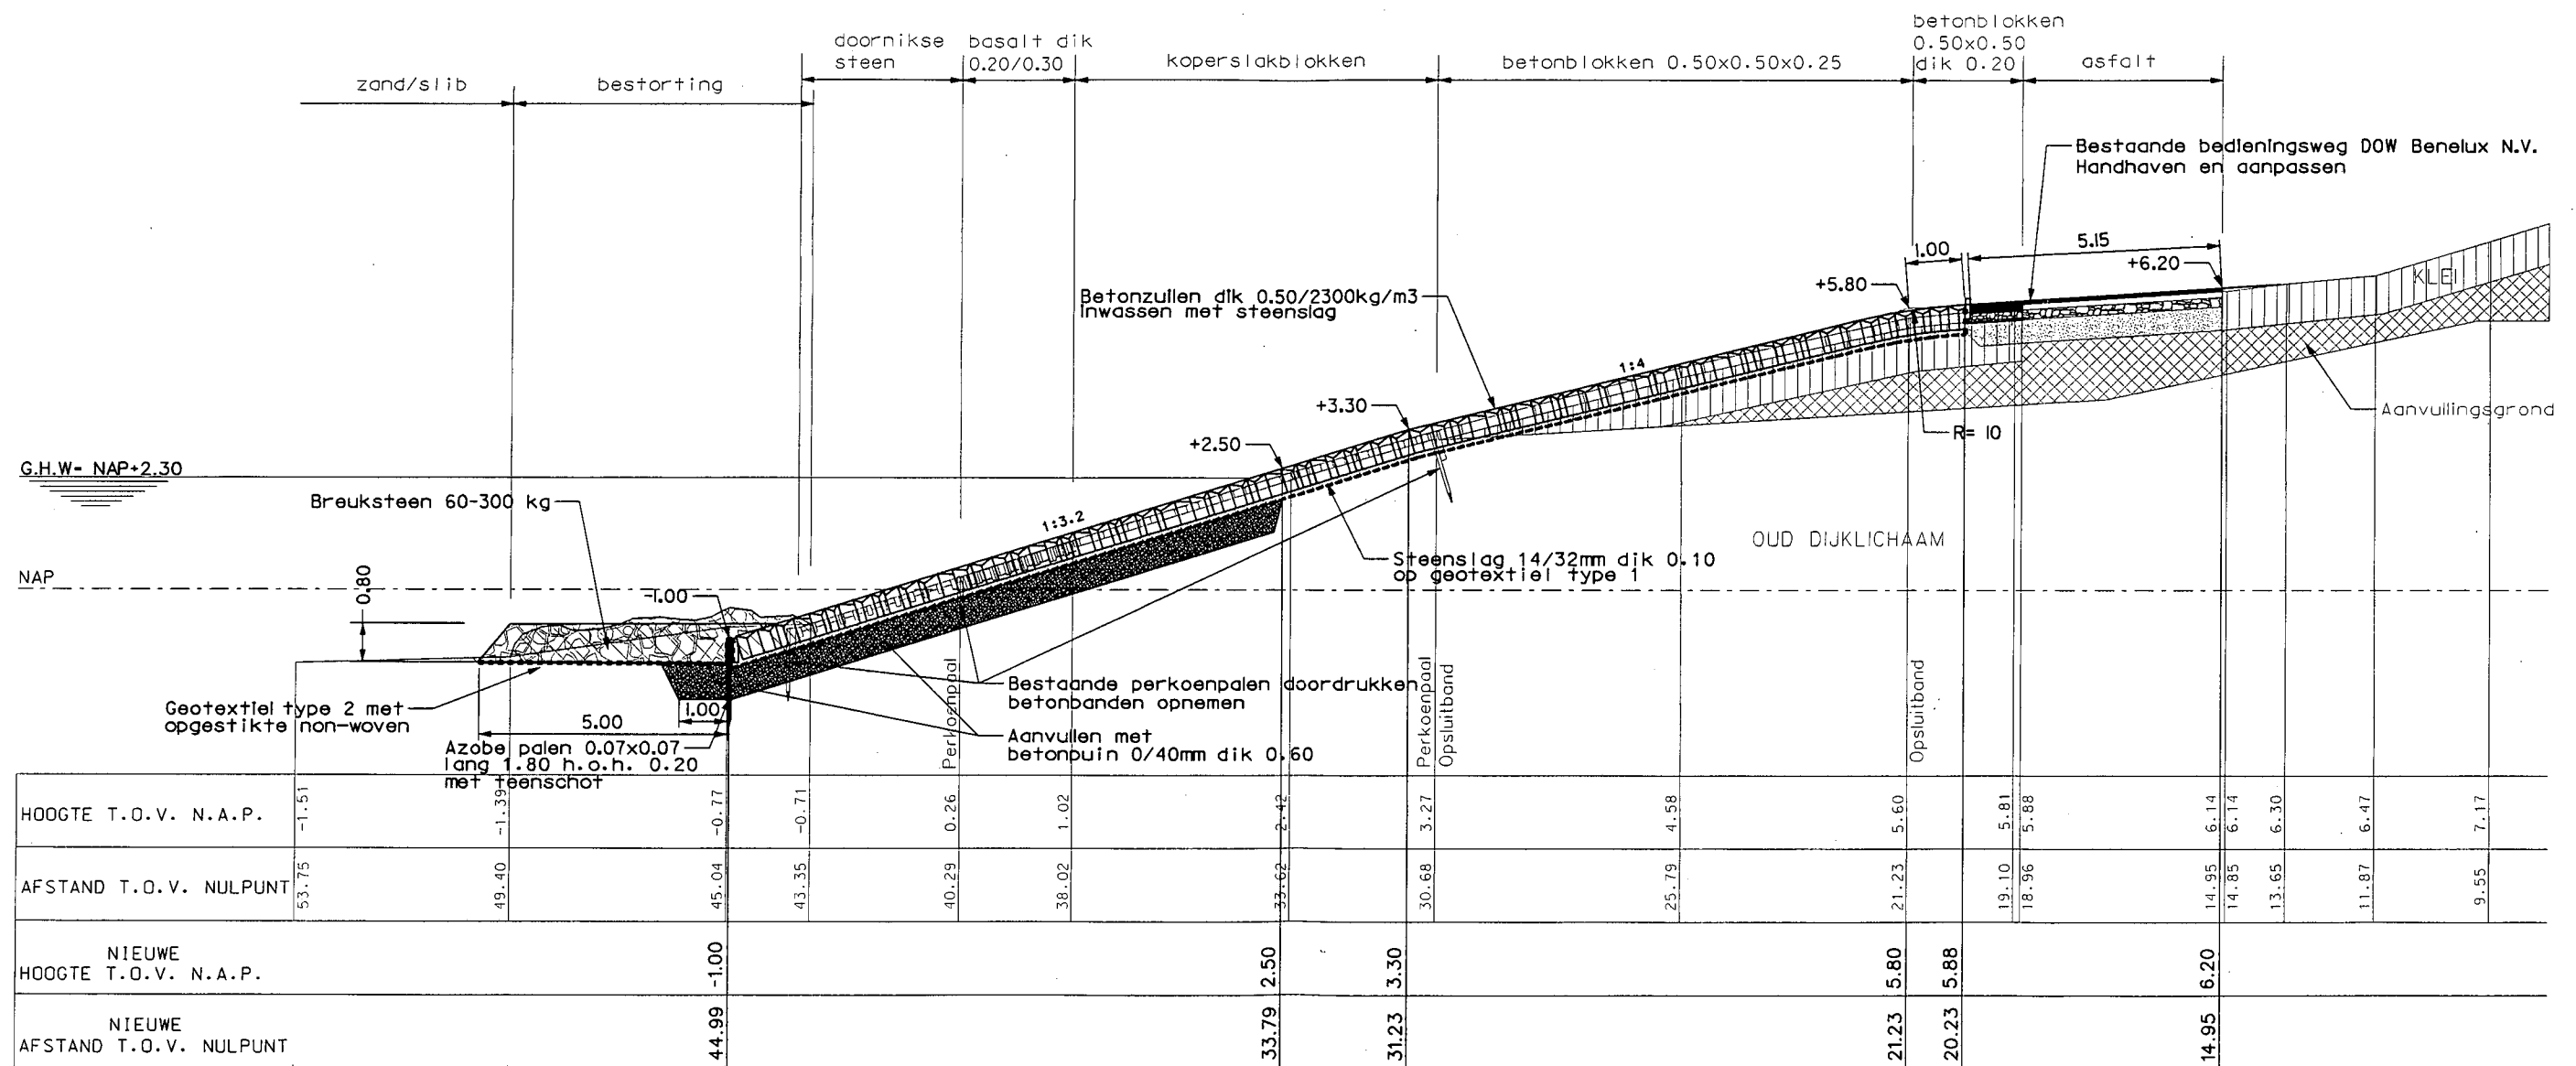 betonblokken
0.50x0.50
dik 0.20
doornikse
steen
basalt dik
0.20/0.30
koperslakblokken
betonblokken 0.50x0.50x0.25
asfalt
zand/slib
bestorting
Bestaande bedieningsweg DOW Benelux N.V.
Handhaven en aanpassen
1.00
5.15
+6.20
+5.80
KLEI
Betonzuilen dik 0.50/2300kg/m3
inwassen met steenslag
1:4
+3.30
Aanvullingsgrond
R= 10
+2.50
G.H.W= NAP+2.30
Breuksteen 60-300 kg
1:3.2
OUD DIJKLICHAAM
Steenslag 14/32mm dik 0.10
op geotextiel type 1
NAP
0.80
-1.00
Perkoenpaal
Perkoenpaal
Opsluitband
Opsluitband
Bestaande perkoenpalen doordrukken
betonbanden opnemen
Geotextiel type 2 met
opgestikte non-woven
1.00
5.00
Aanvullen met
betonpuin 0/40mm dik 0.60
Azobe palen 0.07x0.07
lang 1.80 h.o.h. 0.20
met teenschot
HOOGTE T.O.V. N.A.P. -1.51 -1.39 -0.77 -0.71 0.26 1.02 2.42 3.27 4.58 5.60 5.81 5.88 6.14 6.14 6.30 6.47 7.17
AFSTAND T.O.V. NULPUNT 53.75 49.40 45.04 43.35 40.29 38.02 33.62 30.68 25.79 21.23 19.10 18.96 14.95 14.85 13.65 11.87 9.55
NIEUWE
HOOGTE T.O.V. N.A.P. -1.00 2.50 3.30 5.80 5.88 6.20
NIEUWE
AFSTAND T.O.V. NULPUNT 44.99 33.79 31.23 21.23 20.23 14.95